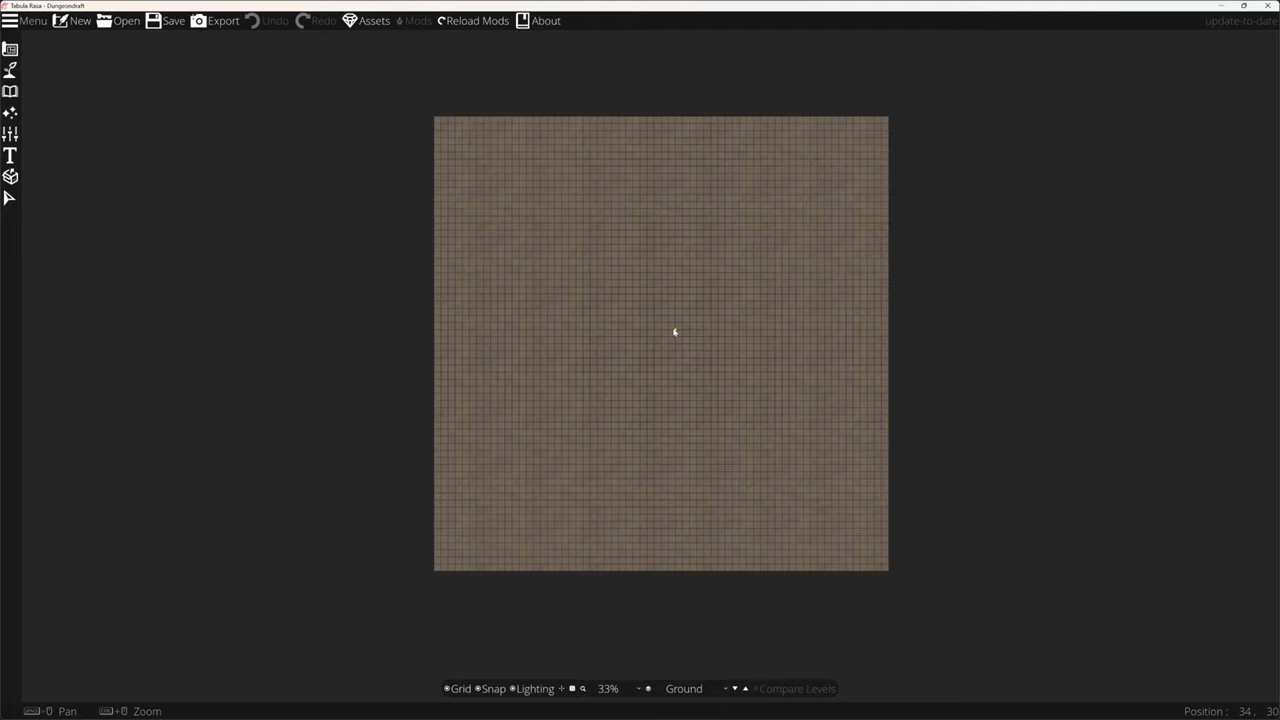 Tabula Rasa - Dungeondraft
Menu New Open Save Export Undo Redo Assets Mods Reload Mods About update-to-date
T
Grid Snap Lighting 33% Ground Compare Levels
Pan Zoom Position : 34 , 30